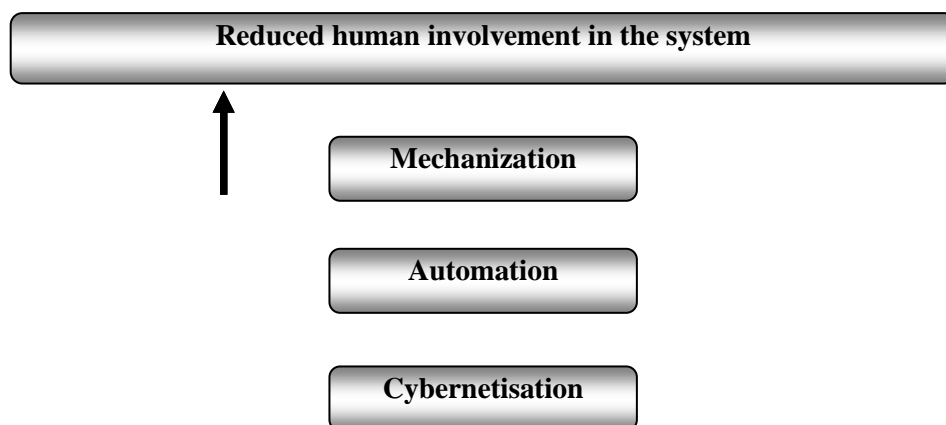 Reduced human involvement in the system
Mechanization
Automation
Cybernetisation